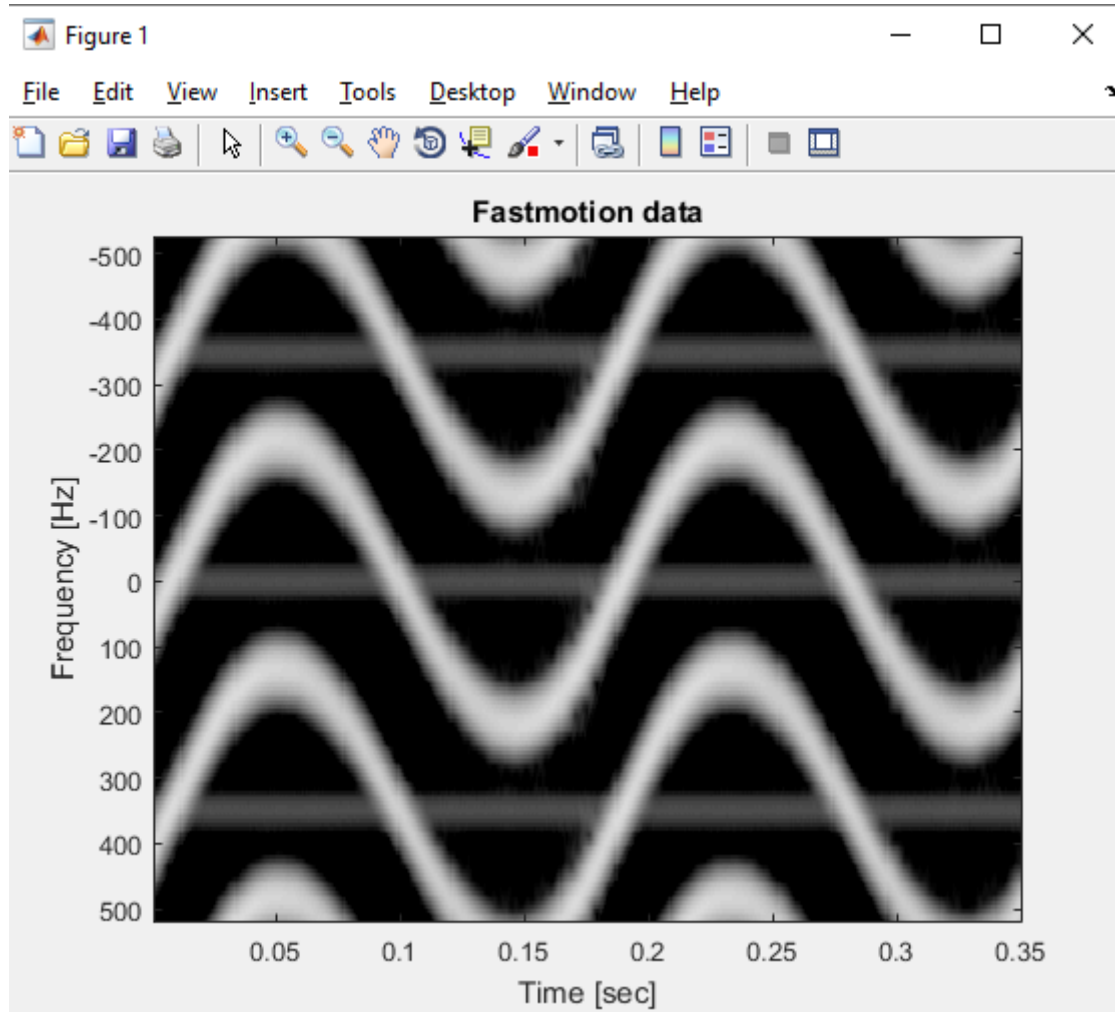 Figure 1
File Edit View Insert Tools Desktop Window Help
Fastmotion data
-500
-400
-300
-200
-100
0
100
200
300
400
500
Frequency [Hz]
0.05 0.1 0.15 0.2 0.25 0.3 0.35
Time [sec]